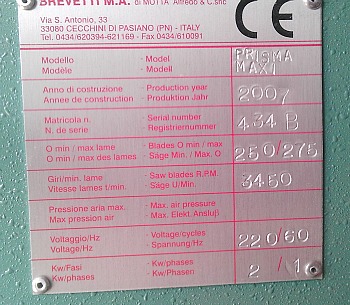 BREVETTI M.A. di MOTTA Alfredo & C. snc
Via S. Antonio, 33
33080 CECCHINI DI PASIANO (PN) - ITALY
Tel. 0434/620394-621169 - Fax 0434/610091
CE
Modello - Model PRISMA
Modèle - Modell MAXI
Anno di costruzione - Production year 2007
Annee de construction - Produktion Jahr
Matricola n. - Serial number 434 B
N. de serie - Registriernummer
O min / max lame - Blades O min / max 250/275
O min / max des lames - Säge Min./ Max. O
Giri/min. lame - Saw blades R.P.M. 3450
Vitesse lames t/min. - Säge U/Min.
Pressione aria max. - Max. air pressure
Max pression air - Max. Elekt. Ansluß
Voltaggio/Hz - Voltage/cycles 220/60
Voltage/Hz - Spannung/Hz
Kw/Fasi - Kw/phases 2 / 1
Kw/phases - Kw/Phasen